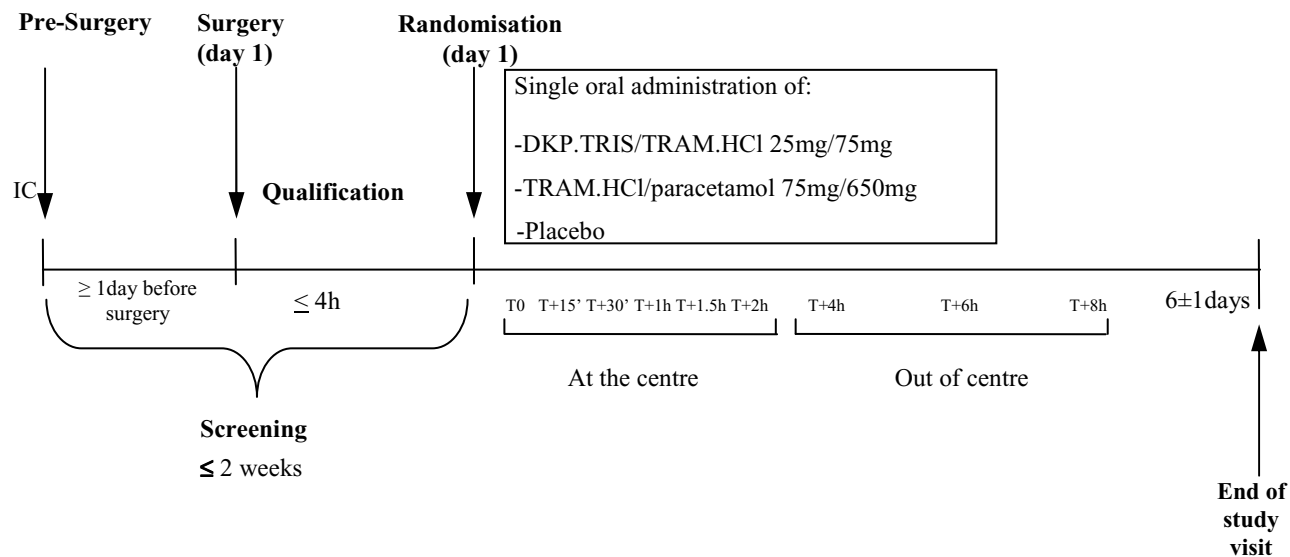 Pre-Surgery
Surgery
(day 1)
Randomisation
(day 1)
Single oral administration of:
-DKP.TRIS/TRAM.HCl 25mg/75mg
-TRAM.HCl/paracetamol 75mg/650mg
-Placebo
IC
Qualification
≥ 1day before
surgery
≤ 4h
T0 T+15’ T+30’ T+1h T+1.5h T+2h
T+4h
T+6h
T+8h
6±1days
At the centre
Out of centre
Screening
≤ 2 weeks
End of
study
visit